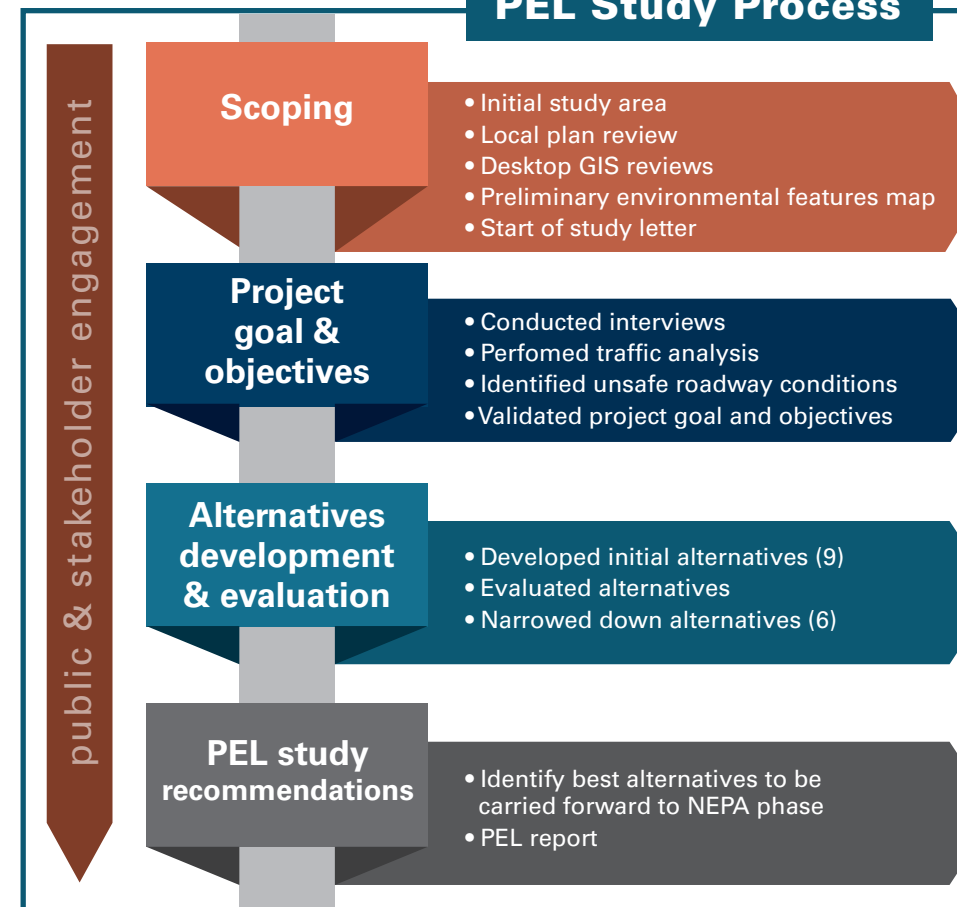 PEL Study Process
public & stakeholder engagement
Scoping
• Initial study area
• Local plan review
• Desktop GIS reviews
• Preliminary environmental features map
• Start of study letter
Project
goal &
objectives
• Conducted interviews
• Perfomed traffic analysis
• Identified unsafe roadway conditions
• Validated project goal and objectives
Alternatives
development
& evaluation
• Developed initial alternatives (9)
• Evaluated alternatives
• Narrowed down alternatives (6)
PEL study
recommendations
• Identify best alternatives to be
carried forward to NEPA phase
• PEL report